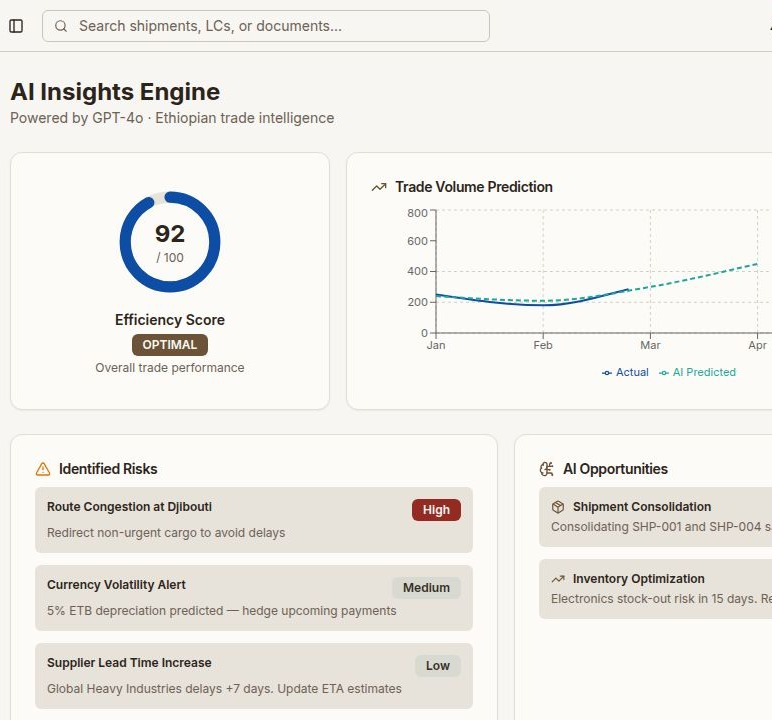 Search shipments, LCs, or documents...
AI Insights Engine
Powered by GPT-4o · Ethiopian trade intelligence
92
/ 100
Efficiency Score
OPTIMAL
Overall trade performance
Trade Volume Prediction
800
600
400
200
0
Jan
Feb
Mar
Apr
Actual
AI Predicted
Identified Risks
Route Congestion at Djibouti
High
Redirect non-urgent cargo to avoid delays
Currency Volatility Alert
Medium
5% ETB depreciation predicted — hedge upcoming payments
Supplier Lead Time Increase
Low
Global Heavy Industries delays +7 days. Update ETA estimates
AI Opportunities
Shipment Consolidation
Consolidating SHP-001 and SHP-004
Inventory Optimization
Electronics stock-out risk in 15 days.